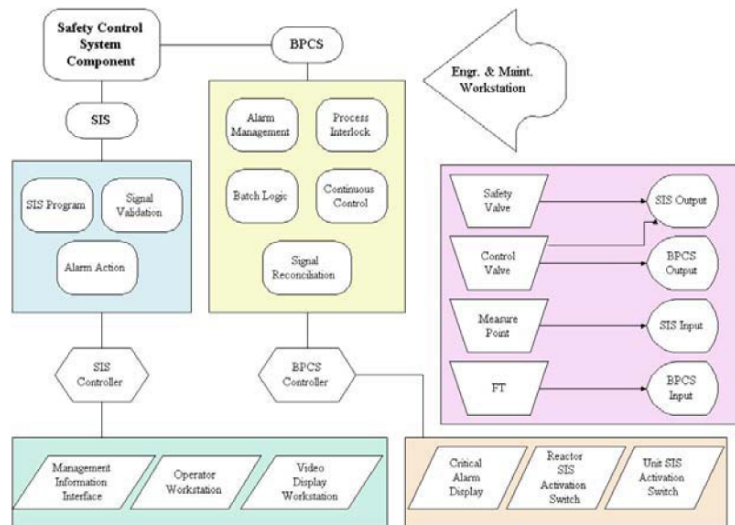 Safety Control
System
Component
BPCS
Engr. & Maint.
Workstation
SIS
Alarm
Management
Process
Interlock
Batch Logic
Continuous
Control
Signal
Reconciliation
SIS Program
Signal
Validation
Alarm Action
Safety
Valve
SIS Output
Control
Valve
BPCS
Output
Measure
Point
SIS Input
FT
BPCS
Input
SIS
Controller
BPCS
Controller
Management
Information
Interface
Operator
Workstation
Video
Display
Workstation
Critical
Alarm
Display
Reactor
SIS
Activation
Switch
Unit SIS
Activation
Switch